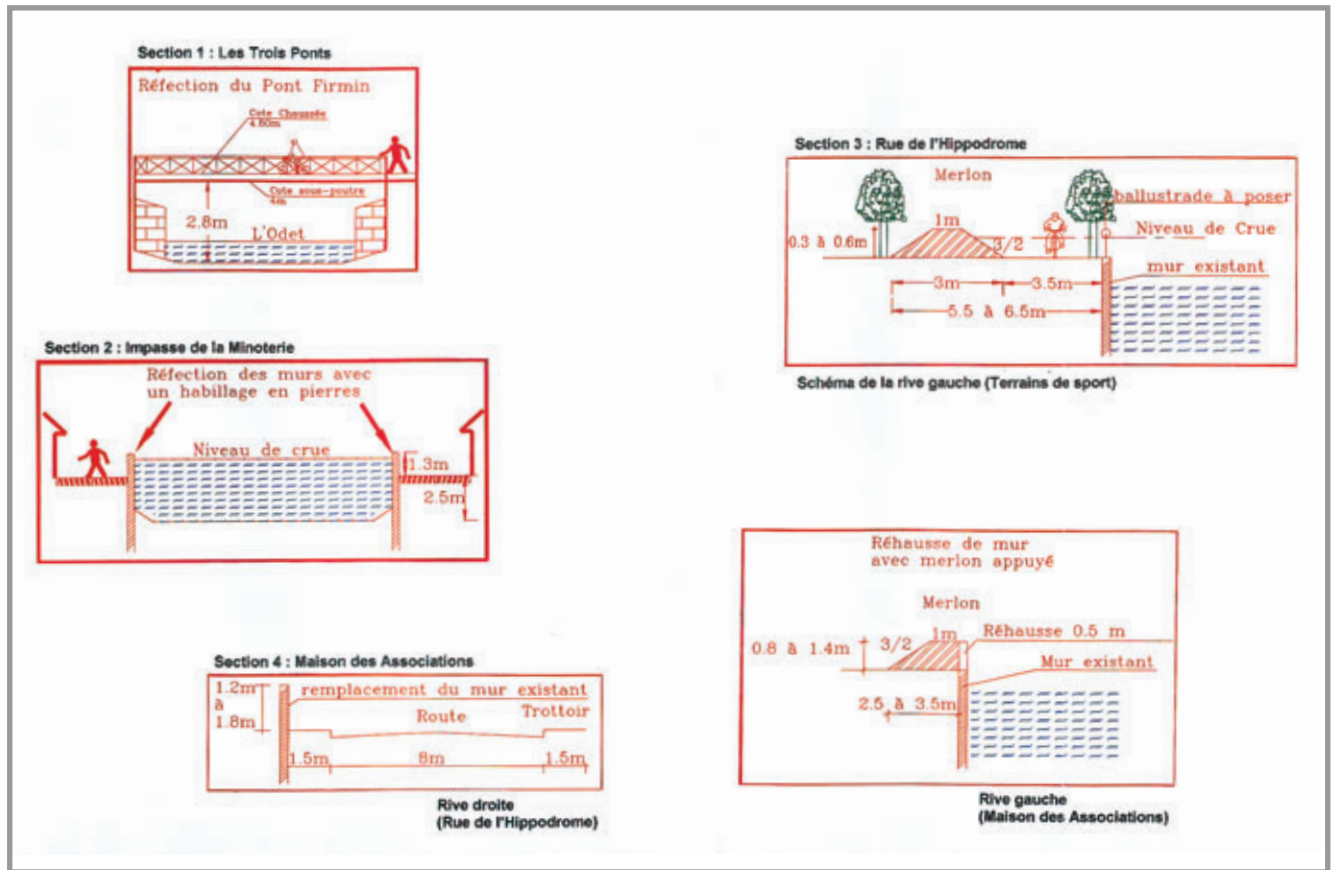 Section 1 : Les Trois Ponts
Réfection du Pont Firmin
Cote Chaussée
4.80m
Cote sous-poutre
4m
2.8m
L'Odet
Section 2 : Impasse de la Minoterie
Réfection des murs avec
un habillage en pierres
Niveau de crue
1.3m
2.5m
Section 3 : Rue de l'Hippodrome
Merlon
ballustrade à poser
1m
Niveau de Crue
0.3 à 0.6m
3/2
mur existant
3m
3.5m
5.5 à 6.5m
Schéma de la rive gauche (Terrains de sport)
Section 4 : Maison des Associations
1.2m
à
1.8m
remplacement du mur existant
Route
Trottoir
1.5m
8m
1.5m
Rive droite
(Rue de l'Hippodrome)
Réhausse de mur
avec merlon appuyé
Merlon
1m
Réhausse 0.5 m
0.8 à 1.4m
3/2
Mur existant
2.5 à 3.5m
Rive gauche
(Maison des Associations)